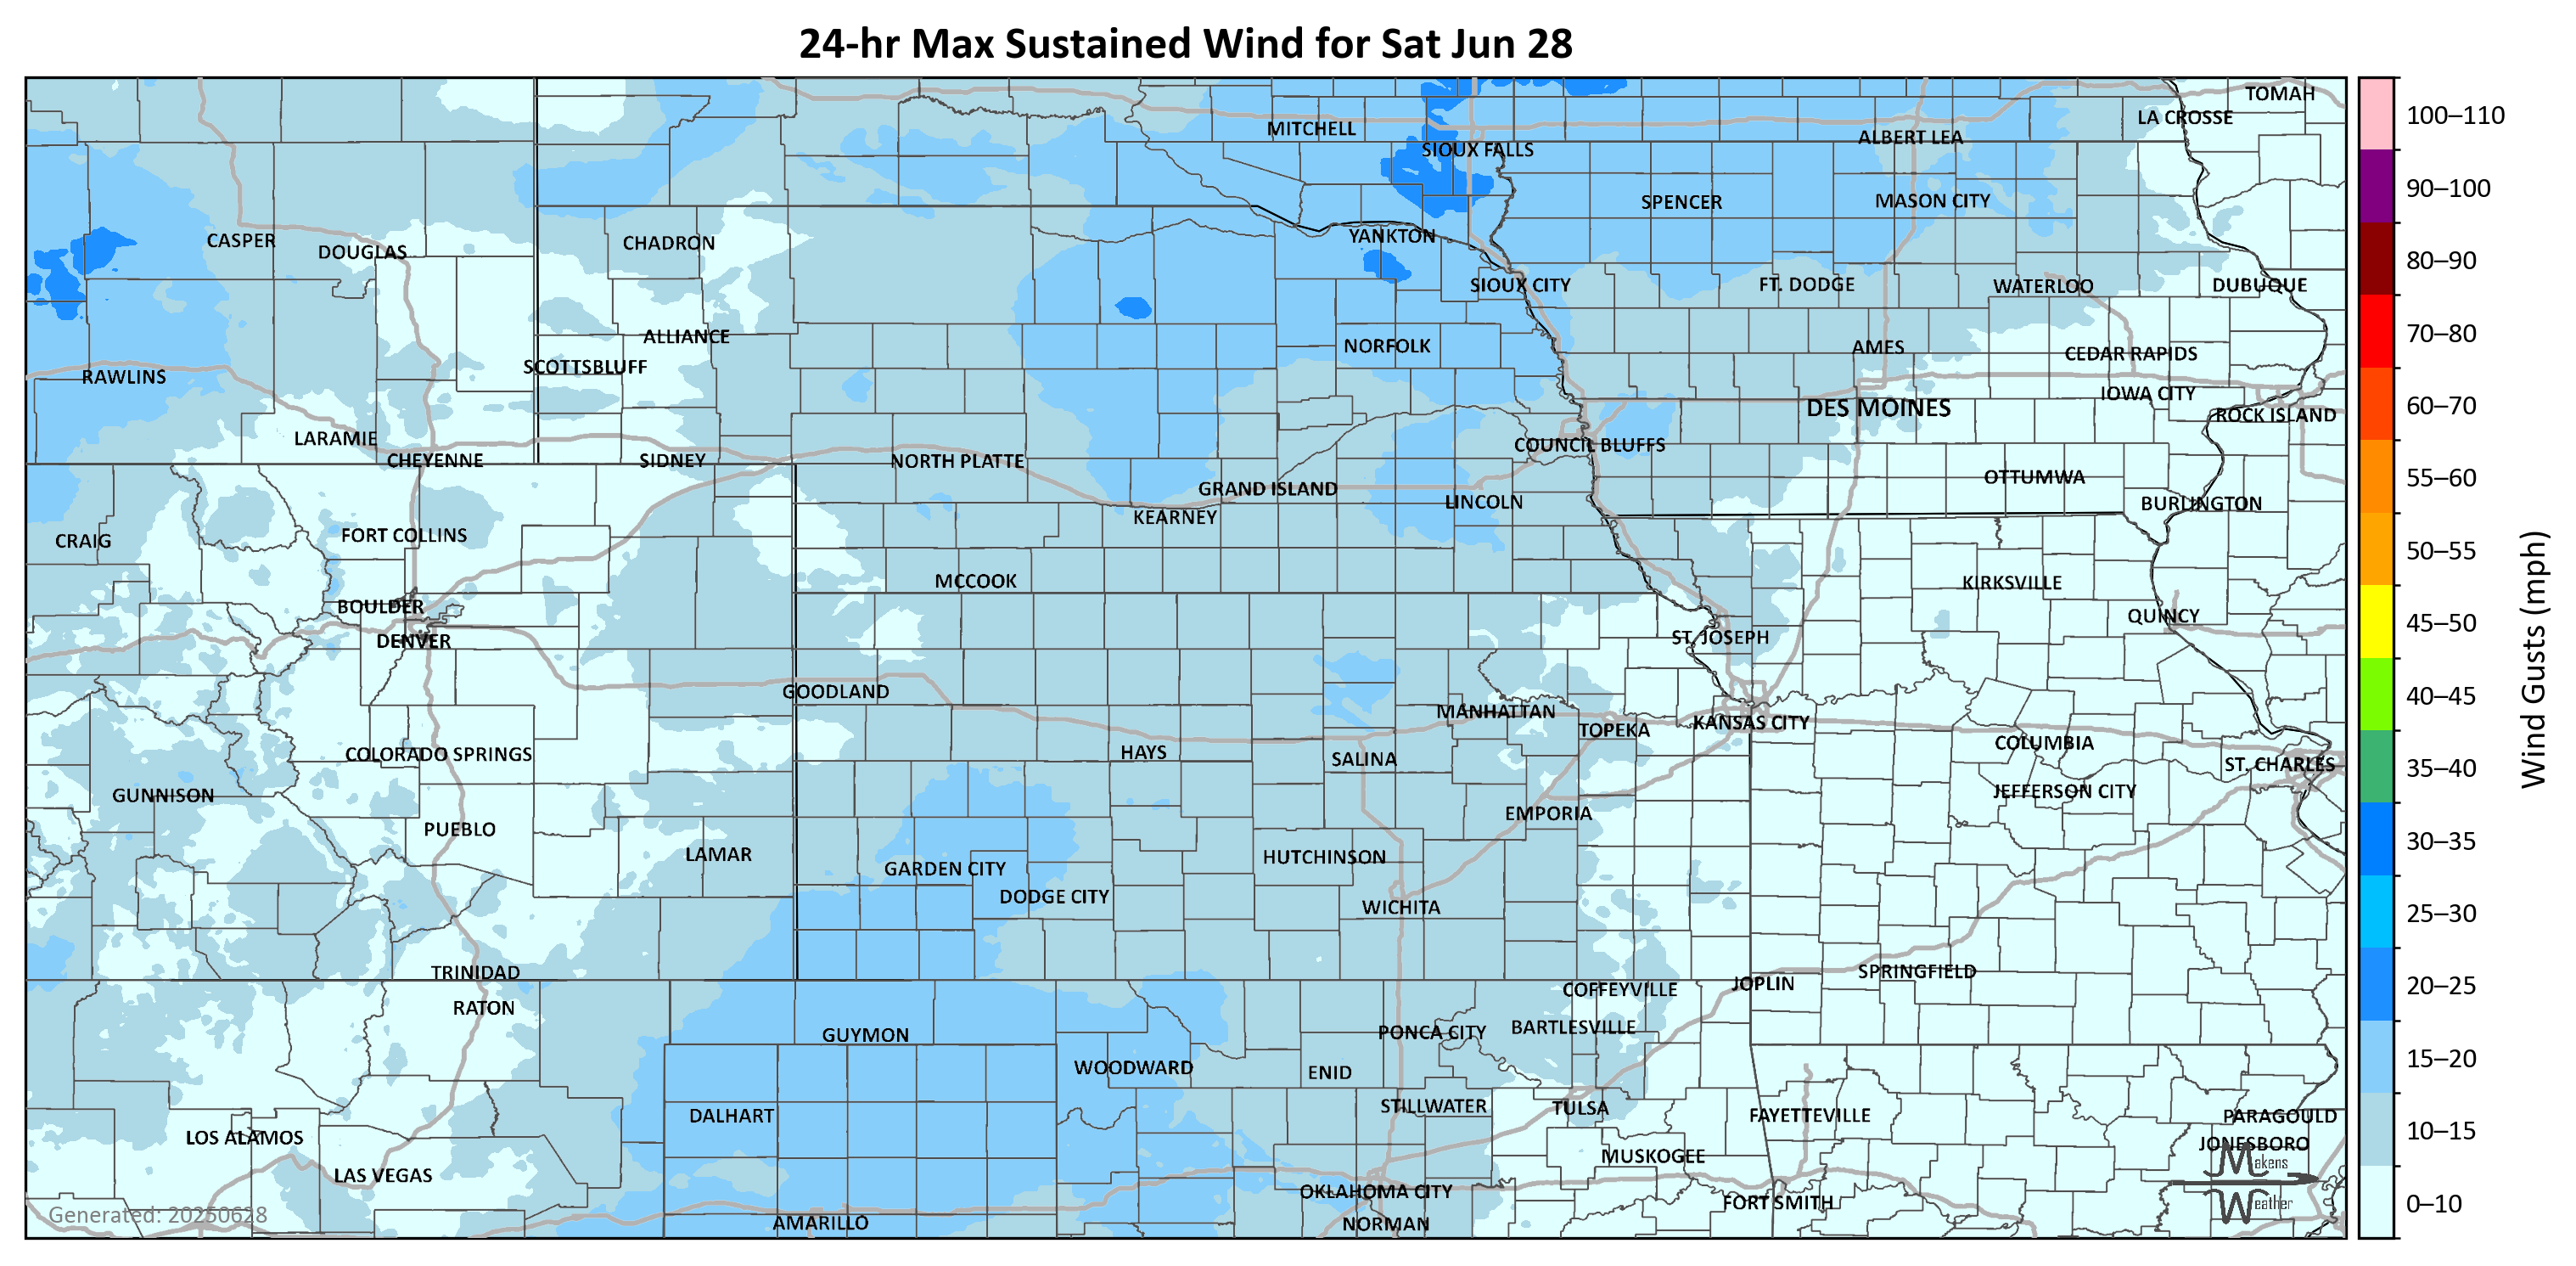 24-hr Max Sustained Wind for Sat Jun 28
TOMAH
LA CROSSE
MITCHELL
ALBERT LEA
SIOUX FALLS
SPENCER
MASON CITY
YANKTON
CASPER
DOUGLAS
CHADRON
SIOUX CITY
FT. DODGE
WATERLOO
DUBUQUE
ALLIANCE
NORFOLK
AMES
CEDAR RAPIDS
SCOTTSBLUFF
RAWLINS
IOWA CITY
DES MOINES
ROCK ISLAND
LARAMIE
COUNCIL BLUFFS
CHEYENNE
SIDNEY
NORTH PLATTE
OTTUMWA
GRAND ISLAND
LINCOLN
BURLINGTON
KEARNEY
FORT COLLINS
CRAIG
MCCOOK
KIRKSVILLE
BOULDER
QUINCY
DENVER
ST. JOSEPH
GOODLAND
MANHATTAN
KANSAS CITY
TOPEKA
COLUMBIA
COLORADO SPRINGS
HAYS
SALINA
ST. CHARLES
GUNNISON
JEFFERSON CITY
EMPORIA
PUEBLO
LAMAR
HUTCHINSON
GARDEN CITY
DODGE CITY
WICHITA
TRINIDAD
SPRINGFIELD
JOPLIN
COFFEYVILLE
RATON
BARTLESVILLE
PONCA CITY
GUYMON
WOODWARD
ENID
STILLWATER
TULSA
DALHART
FAYETTEVILLE
PARAGOULD
LOS ALAMOS
JONESBORO
MUSKOGEE
LAS VEGAS
OKLAHOMA CITY
FORT SMITH
AMARILLO
NORMAN
Generated: 20250628
Makens
Weather
100–110
90–100
80–90
70–80
60–70
55–60
50–55
45–50
40–45
35–40
30–35
25–30
20–25
15–20
10–15
0–10
Wind Gusts (mph)